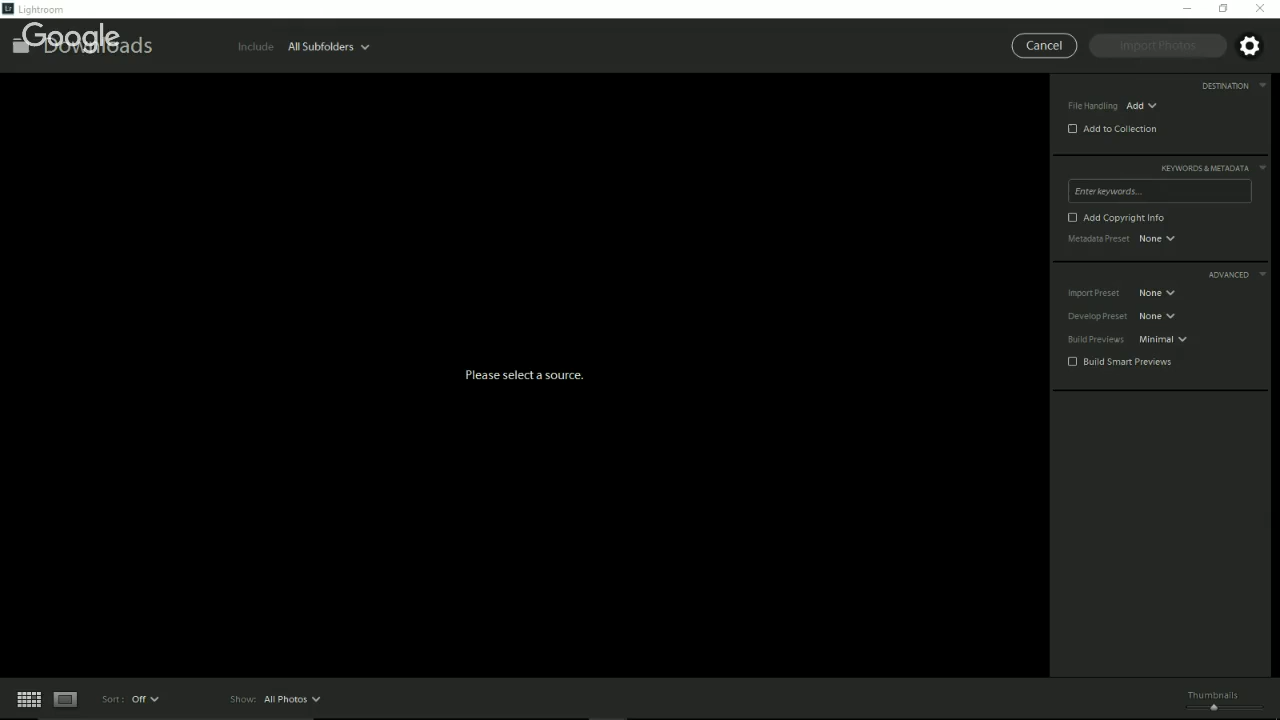 Lr Lightroom
Google
Downloads
Include All Subfolders
Cancel
Import Photos
DESTINATION
File Handling Add
Add to Collection
KEYWORDS & METADATA
Enter keywords...
Add Copyright Info
Metadata Preset None
ADVANCED
Import Preset None
Develop Preset None
Build Previews Minimal
Build Smart Previews
Please select a source.
Sort : Off
Show: All Photos
Thumbnails